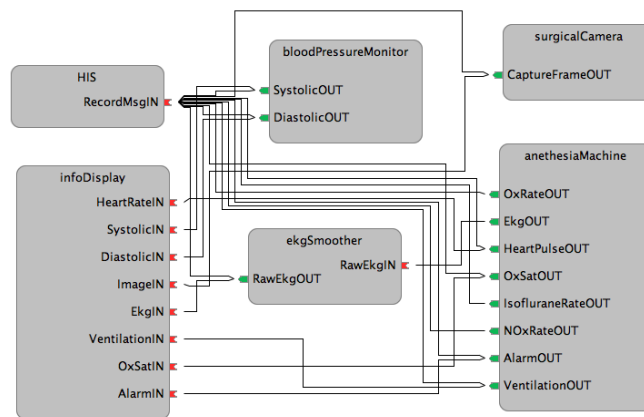 HIS
RecordMsgIN
bloodPressureMonitor
SystolicOUT
DiastolicOUT
surgicalCamera
CaptureFrameOUT
infoDisplay
HeartRateIN
SystolicIN
DiastolicIN
ImageIN
EkgIN
VentilationIN
OxSatIN
AlarmIN
ekgSmoother
RawEkgIN
RawEkgOUT
anethesiaMachine
OxRateOUT
EkgOUT
HeartPulseOUT
OxSatOUT
IsofluraneRateOUT
NOxRateOUT
AlarmOUT
VentilationOUT